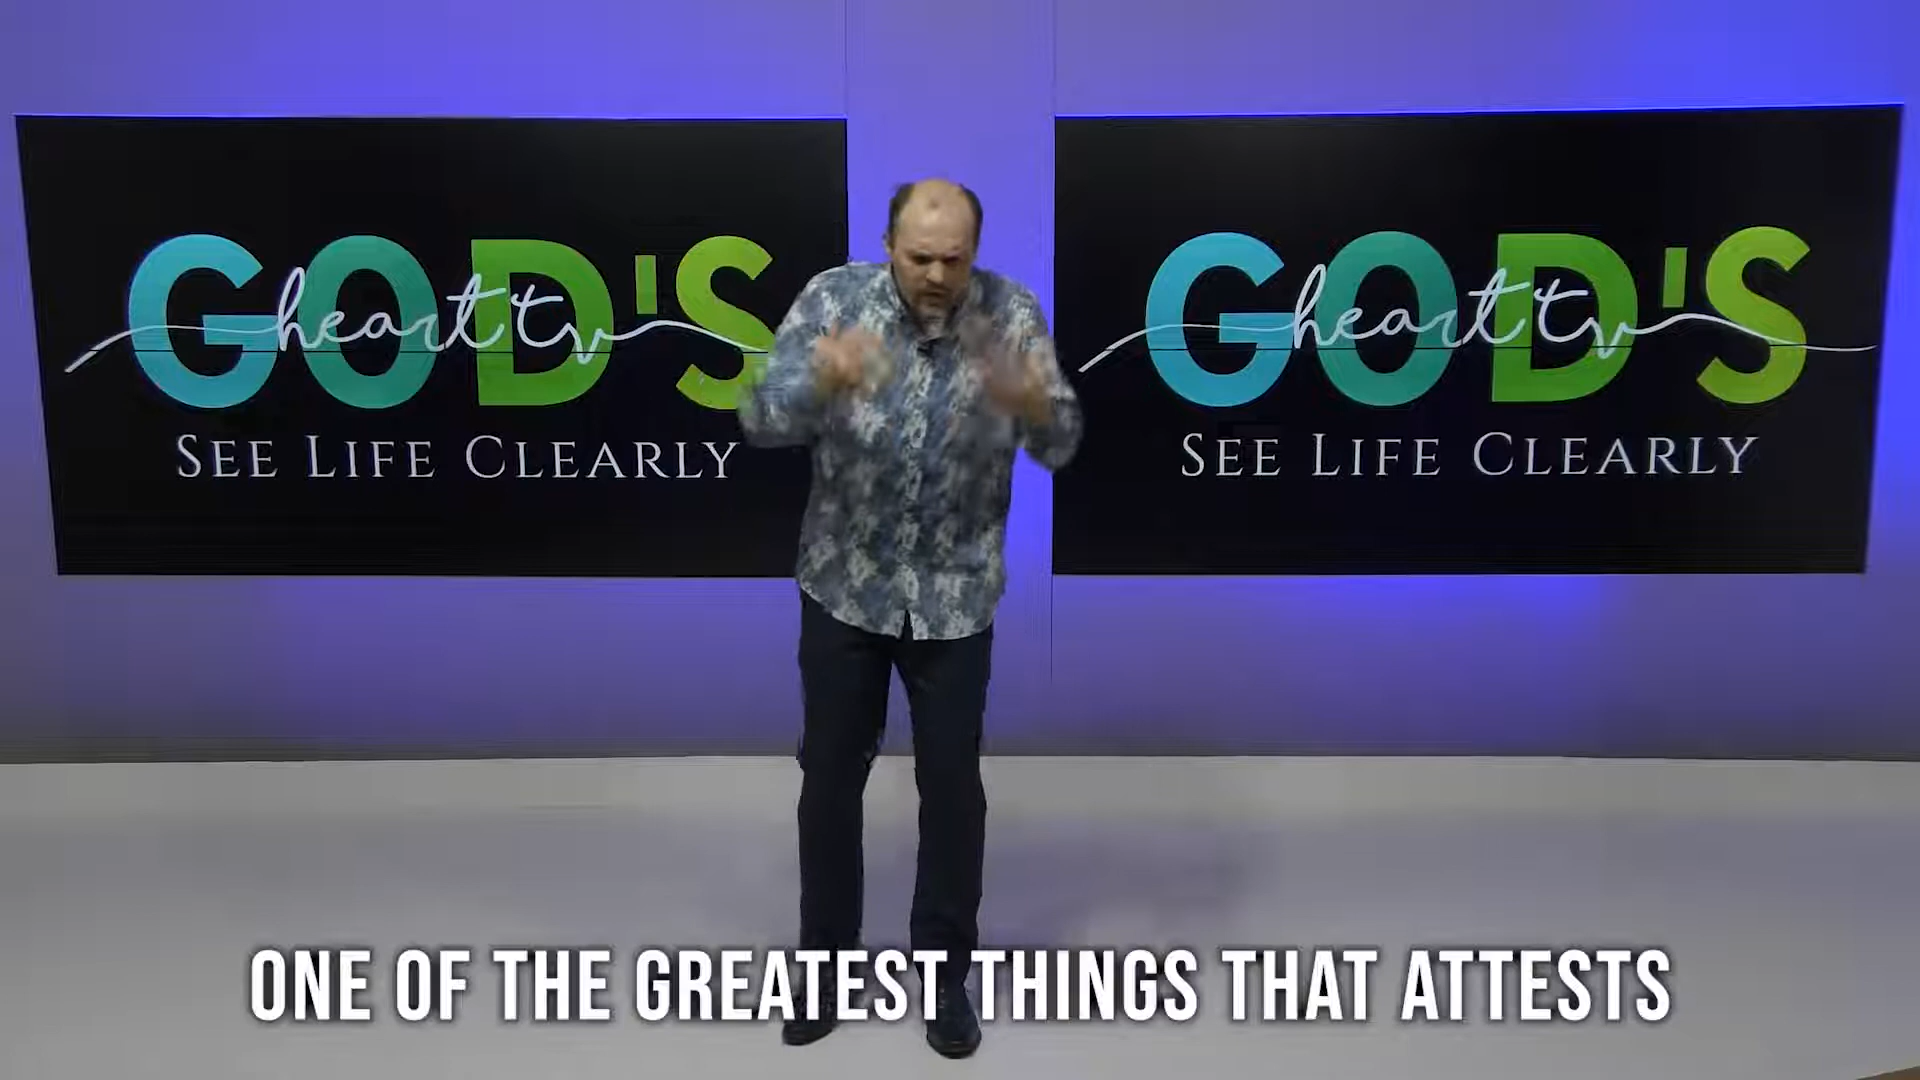 GOD'S
heart tv
SEE LIFE CLEARLY
GOD'S
heart tv
SEE LIFE CLEARLY
ONE OF THE GREATEST THINGS THAT ATTESTS